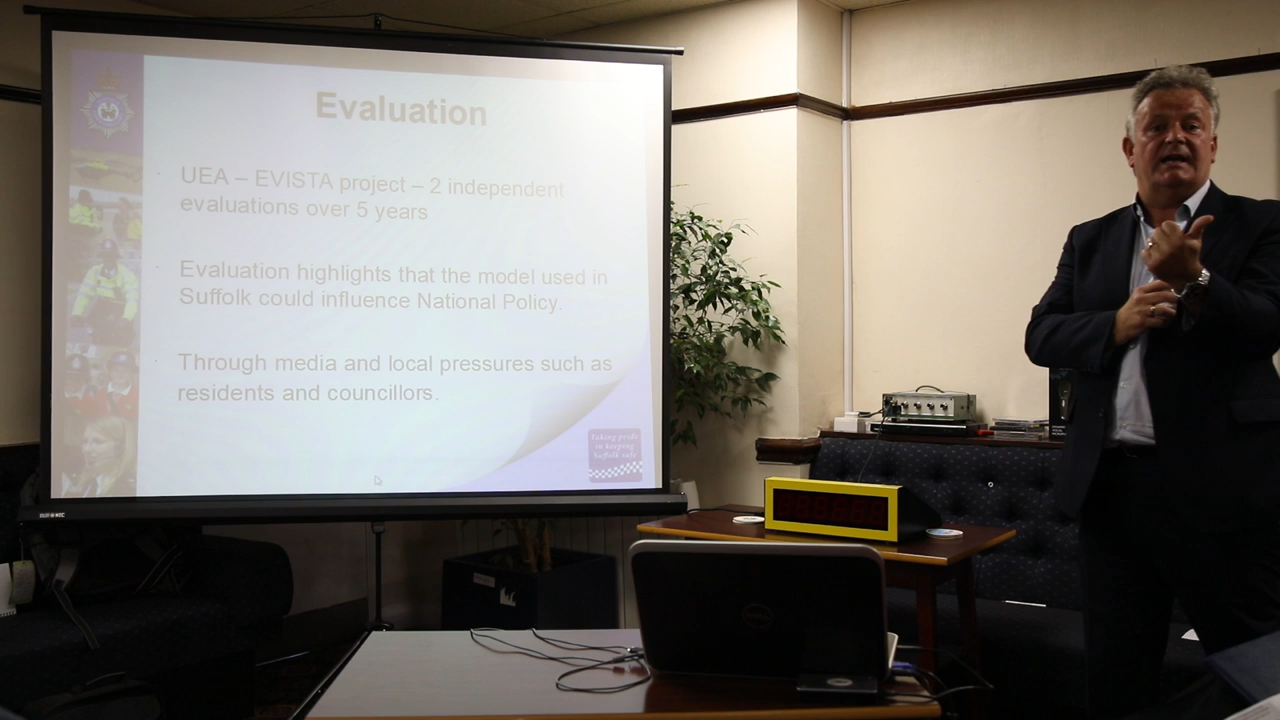 Evaluation
UEA – EVISTA project – 2 independent
evaluations over 5 years
Evaluation highlights that the model used in
Suffolk could influence National Policy.
Through media and local pressures such as
residents and councillors.
Taking pride
in keeping
Suffolk safe